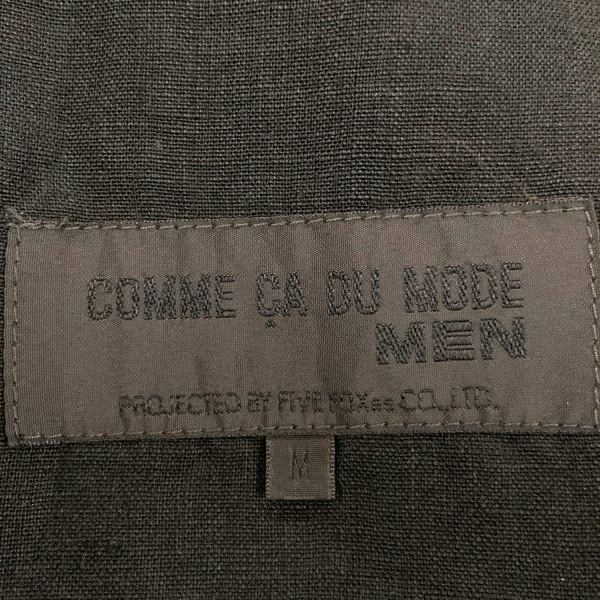 COMME ÇA DU MODE
MEN
PROJECTED BY FIVE FOXes CO., LTD.
M